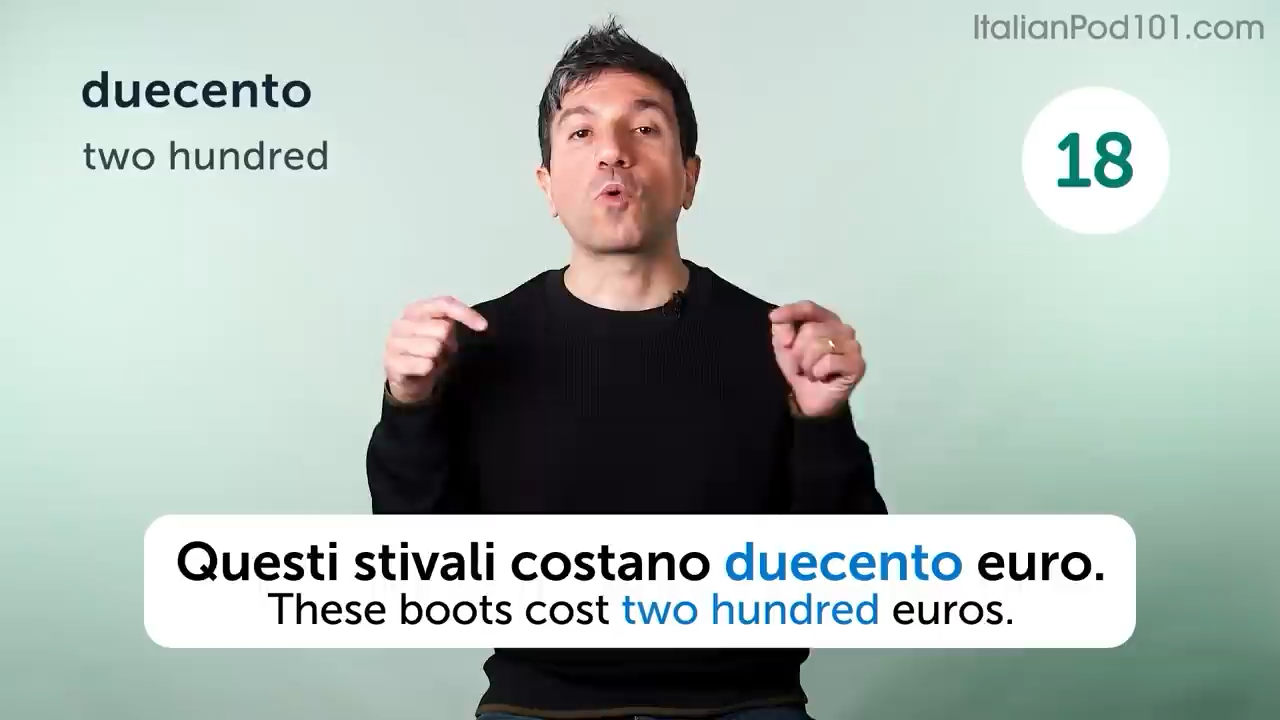 ItalianPod101.com
duecento
two hundred
18
Questi stivali costano duecento euro.
These boots cost two hundred euros.